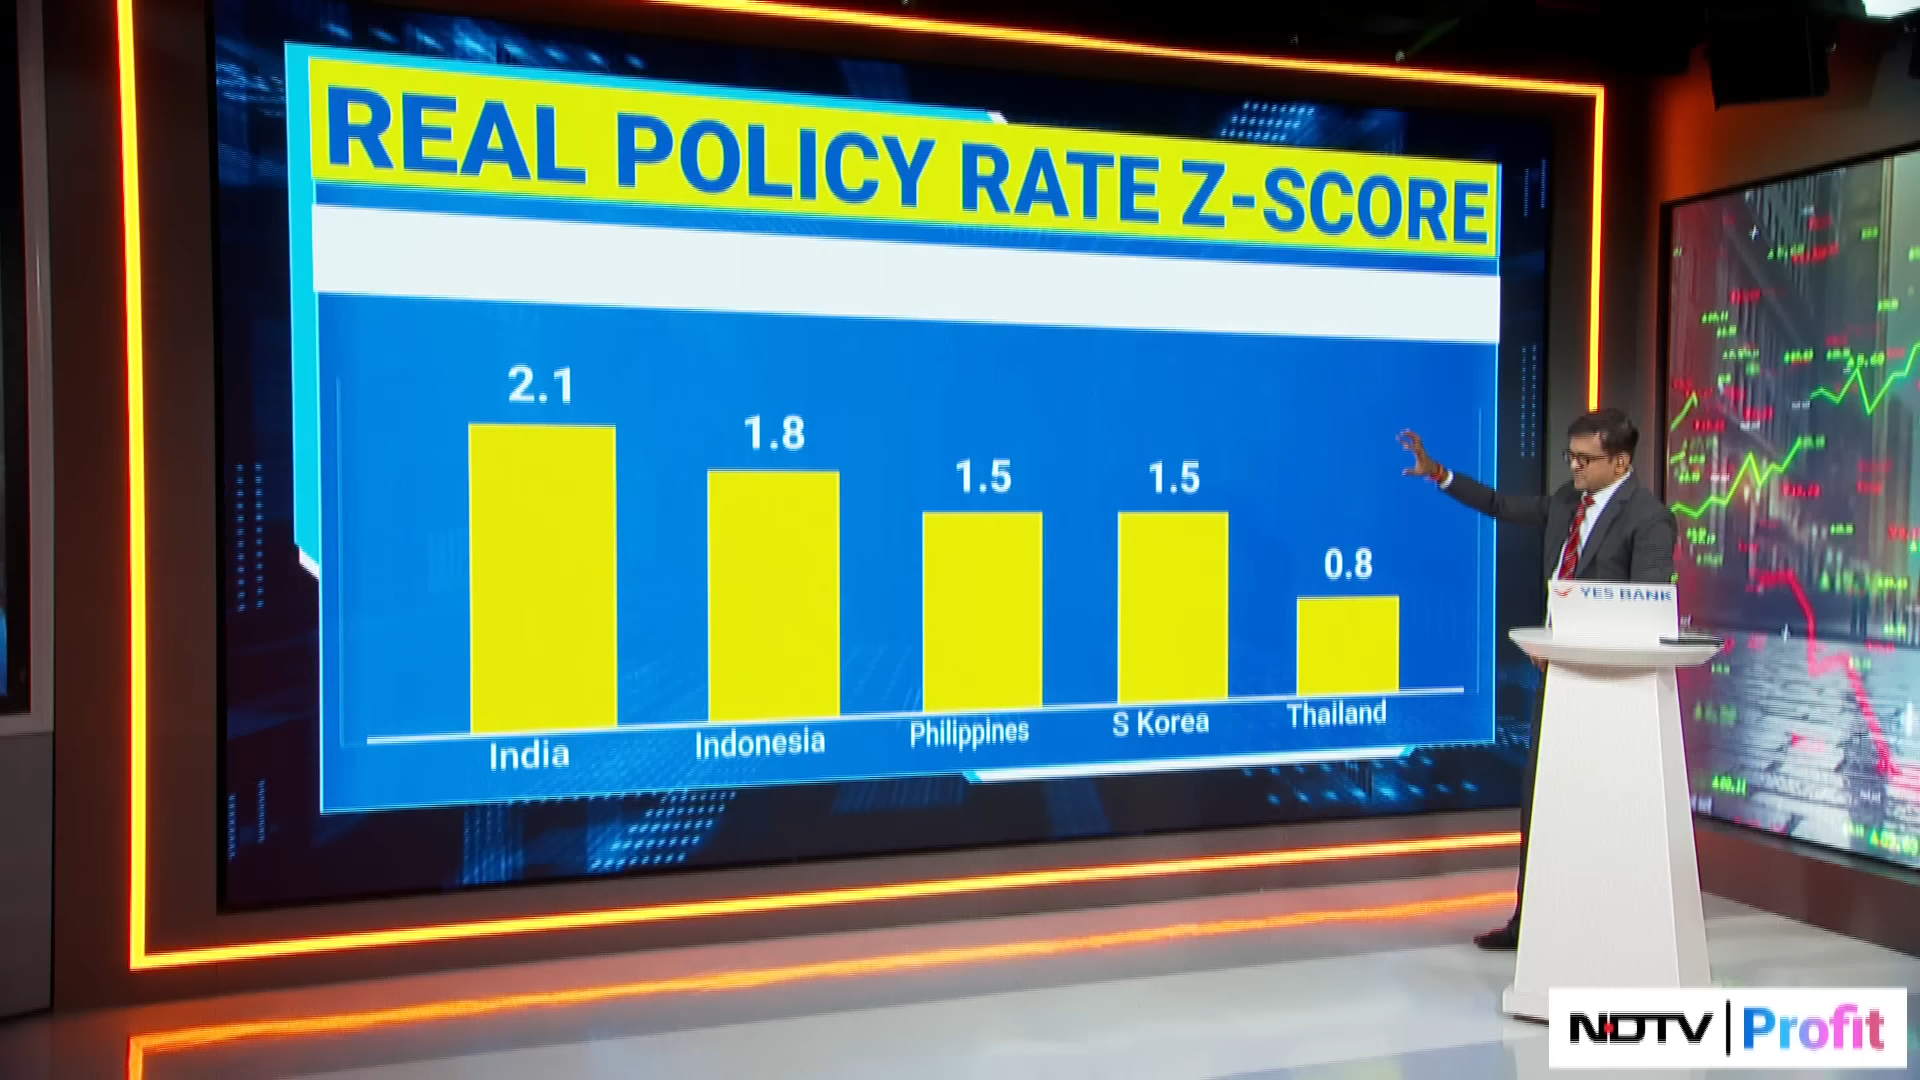 REAL POLICY RATE Z-SCORE
2.1
1.8
1.5
1.5
0.8
India
Indonesia
Philippines
S Korea
Thailand
YES BANK
NDTV Profit